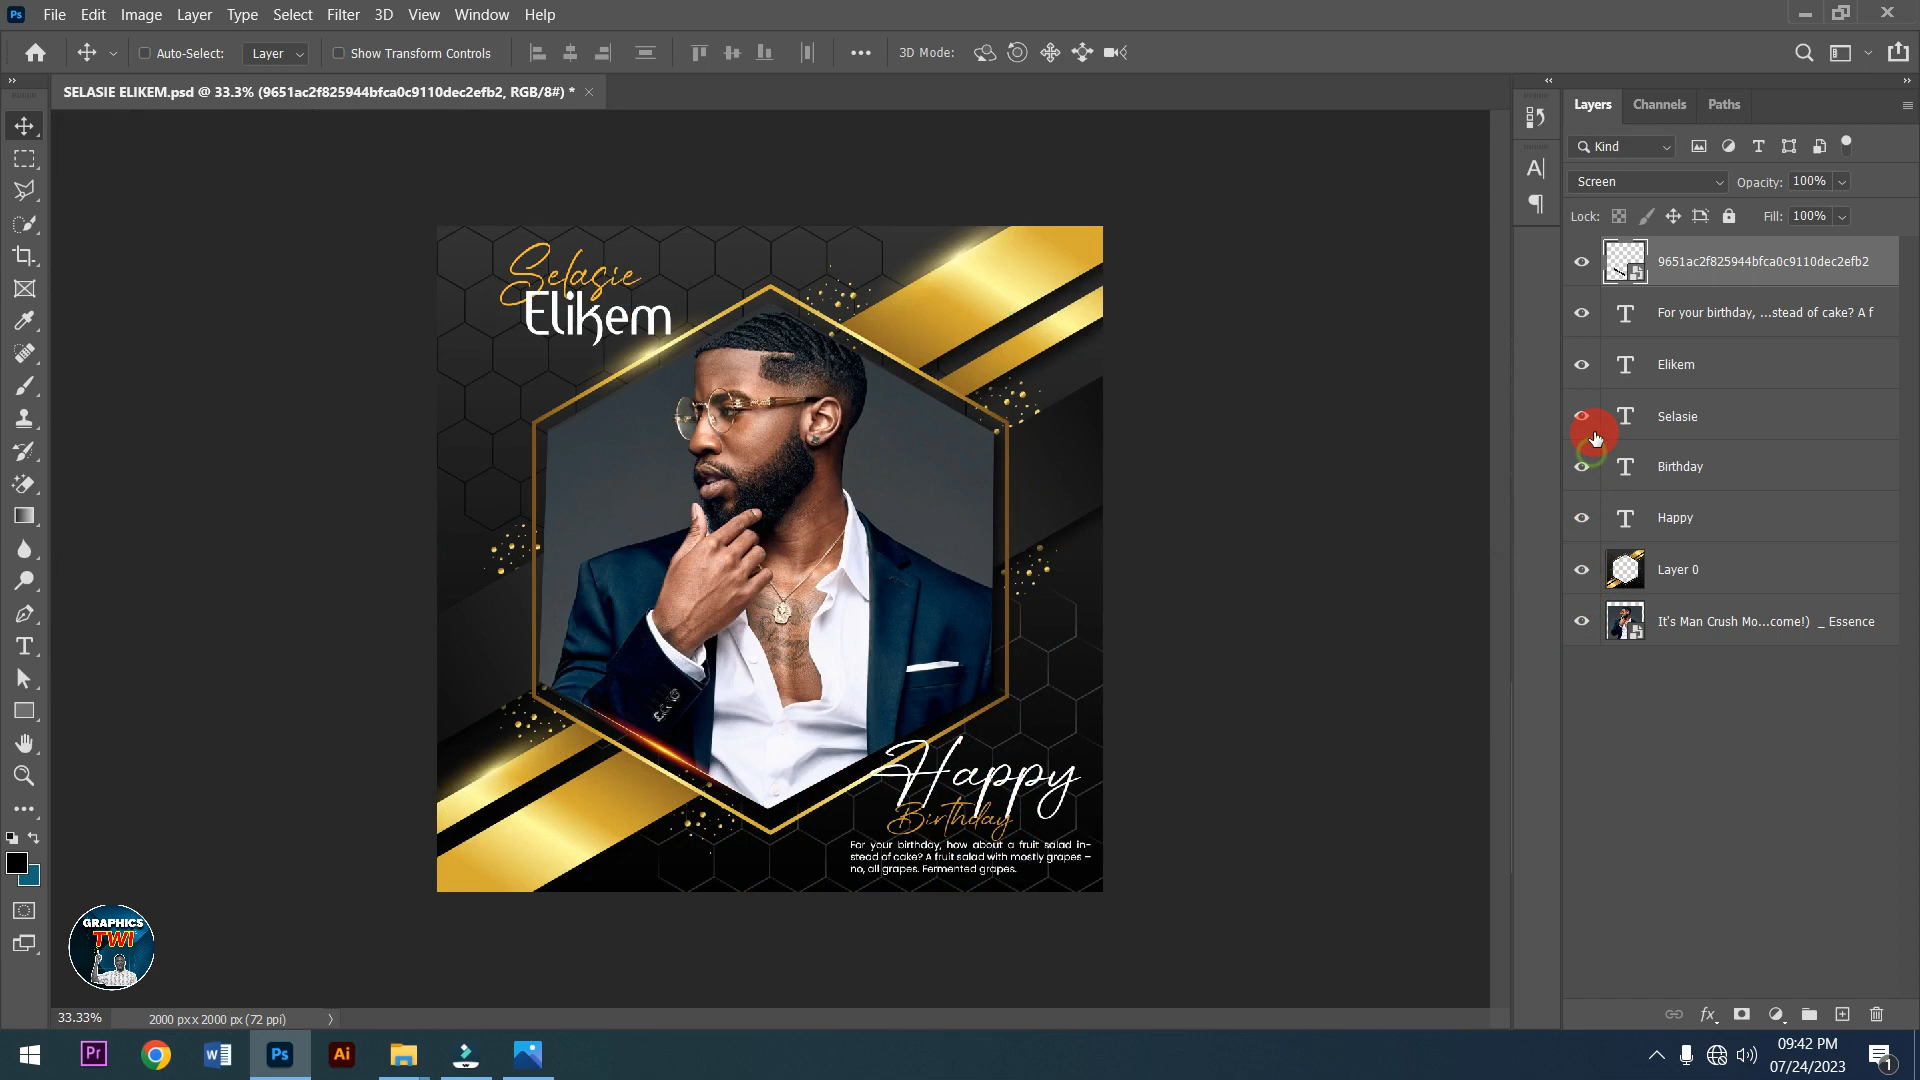 Ps File Edit Image Layer Type Select Filter 3D View Window Help
Auto-Select: Layer Show Transform Controls 3D Mode:
SELASIE ELIKEM.psd @ 33.3% (9651ac2f825944bfca0c9110dec2efb2, RGB/8#) *
Layers Channels Paths
Kind
Screen Opacity: 100%
Lock: Fill: 100%
9651ac2f825944bfca0c9110dec2efb2
For your birthday, ...stead of cake? A f
Elikem
Selasie
Birthday
Happy
Layer 0
It's Man Crush Mo...come!) _ Essence
Selasie
Elikem
Happy
Birthday
For your birthday, how about a fruit salad in-
stead of cake? A fruit salad with mostly grapes –
no, all grapes. Fermented grapes.
GRAPHICS
TWI
33.33% 2000 px x 2000 px (72 ppi)
Pr Ps Ai
09:42 PM
07/24/2023
1